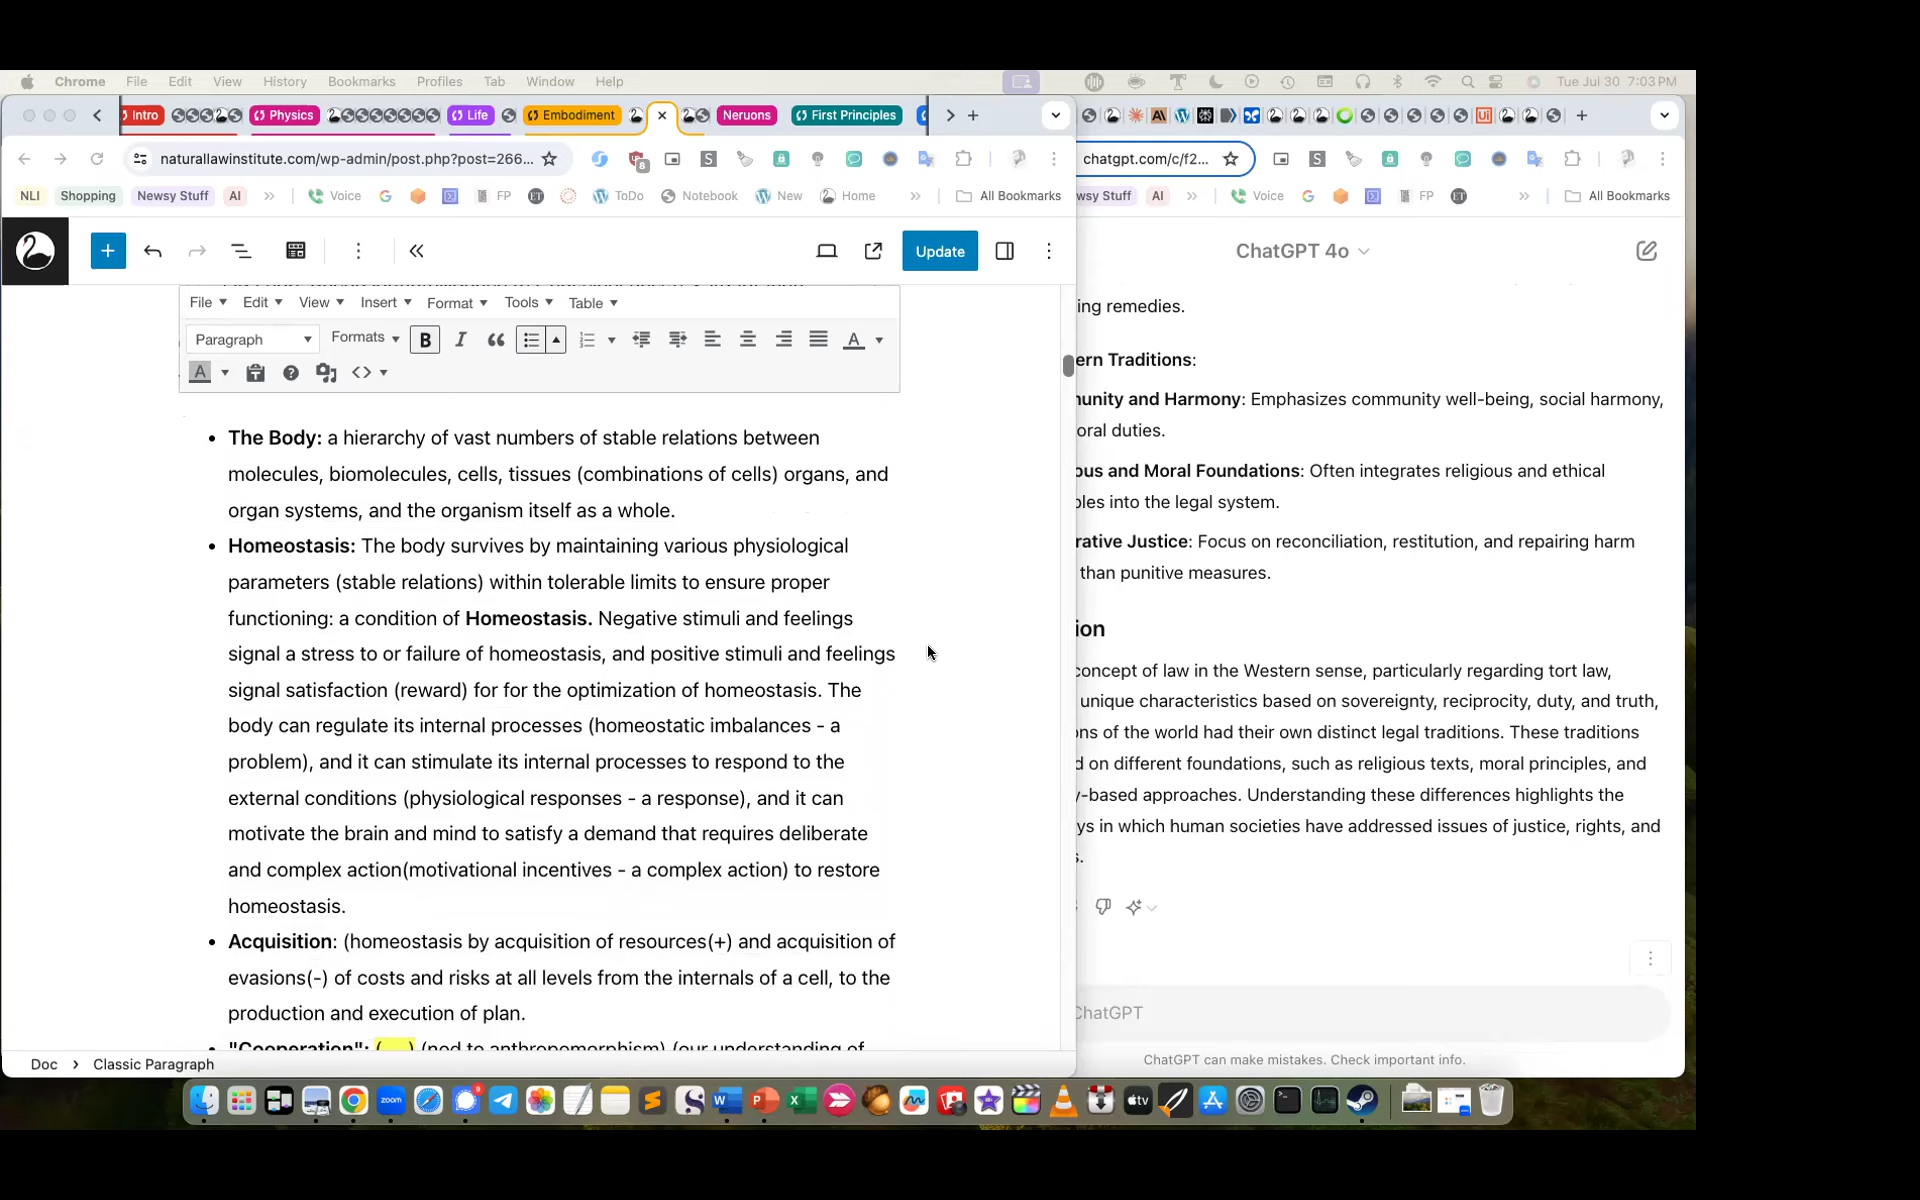 Chrome File Edit View History Bookmarks Profiles Tab Window Help
Tue Jul 30 7:03 PM
Intro Physics Life Embodiment Neruons First Principles
naturallawinstitute.com/wp-admin/post.php?post=266...
8
NLI Shopping Newsy Stuff AI Voice FP ToDo Notebook New Home All Bookmarks
Update
File Edit View Insert Format Tools Table
Paragraph Formats B I A
A
• The Body: a hierarchy of vast numbers of stable relations between
molecules, biomolecules, cells, tissues (combinations of cells) organs, and
organ systems, and the organism itself as a whole.
• Homeostasis: The body survives by maintaining various physiological
parameters (stable relations) within tolerable limits to ensure proper
functioning: a condition of Homeostasis. Negative stimuli and feelings
signal a stress to or failure of homeostasis, and positive stimuli and feelings
signal satisfaction (reward) for for the optimization of homeostasis. The
body can regulate its internal processes (homeostatic imbalances - a
problem), and it can stimulate its internal processes to respond to the
external conditions (physiological responses - a response), and it can
motivate the brain and mind to satisfy a demand that requires deliberate
and complex action(motivational incentives - a complex action) to restore
homeostasis.
• Acquisition: (homeostasis by acquisition of resources(+) and acquisition of
evasions(-) of costs and risks at all levels from the internals of a cell, to the
production and execution of plan.
• "Cooperation": (...) (nod to anthropomorphism) (our understanding of
Doc > Classic Paragraph
chatgpt.com/c/f2...
wsy Stuff AI Voice FP All Bookmarks
ChatGPT 4o
ing remedies.
ern Traditions:
unity and Harmony: Emphasizes community well-being, social harmony,
oral duties.
ous and Moral Foundations: Often integrates religious and ethical
les into the legal system.
rative Justice: Focus on reconciliation, restitution, and repairing harm
than punitive measures.
ion
concept of law in the Western sense, particularly regarding tort law,
unique characteristics based on sovereignty, reciprocity, duty, and truth,
ons of the world had their own distinct legal traditions. These traditions
d on different foundations, such as religious texts, moral principles, and
y-based approaches. Understanding these differences highlights the
ys in which human societies have addressed issues of justice, rights, and
s.
ChatGPT
ChatGPT can make mistakes. Check important info.
zoom
tv